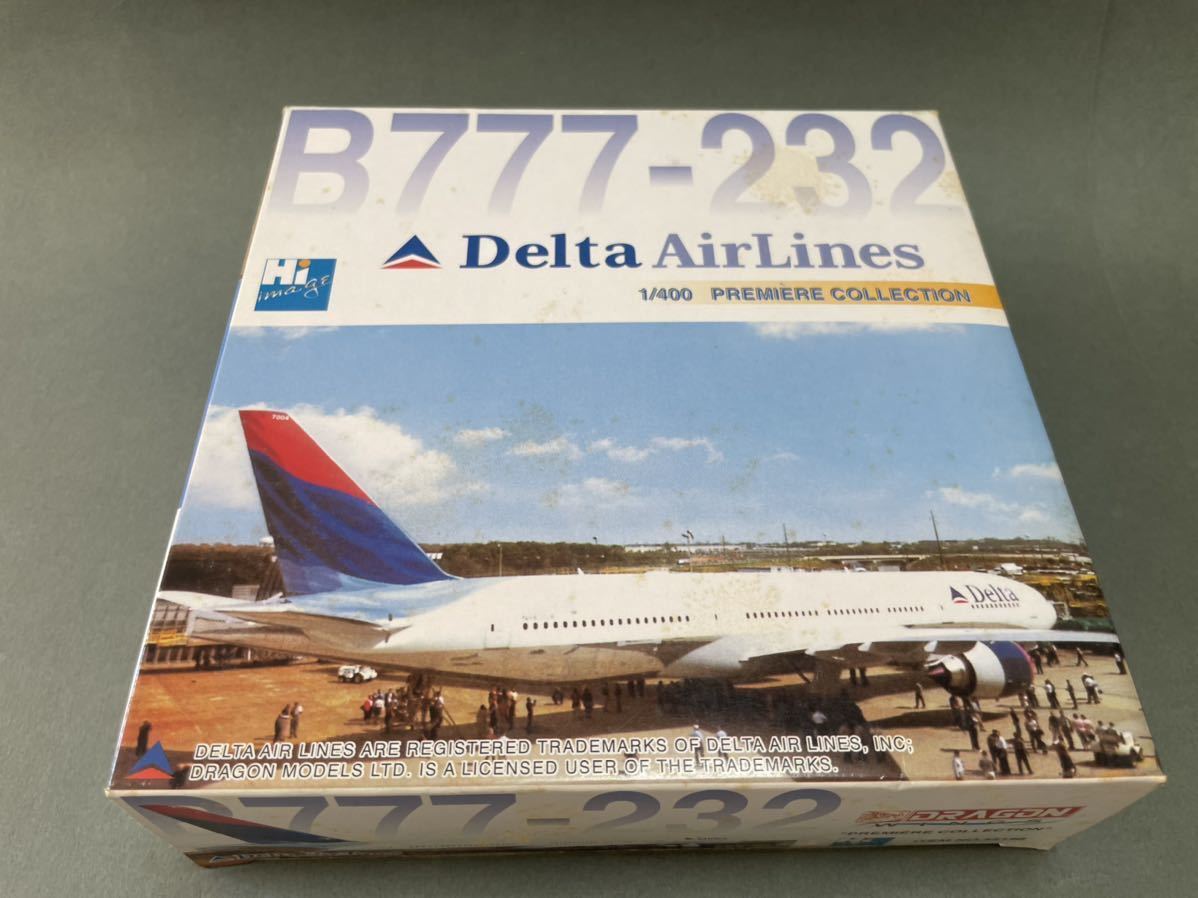 B777-232
Delta AirLines
Hi
image
1/400 PREMIERE COLLECTION
7004
Delta
DELTA AIR LINES ARE REGISTERED TRADEMARKS OF DELTA AIR LINES, INC;
DRAGON MODELS LTD. IS A LICENSED USER OF THE TRADEMARKS.
B777-232
DRAGON
"PREMIERE COLLECTION"